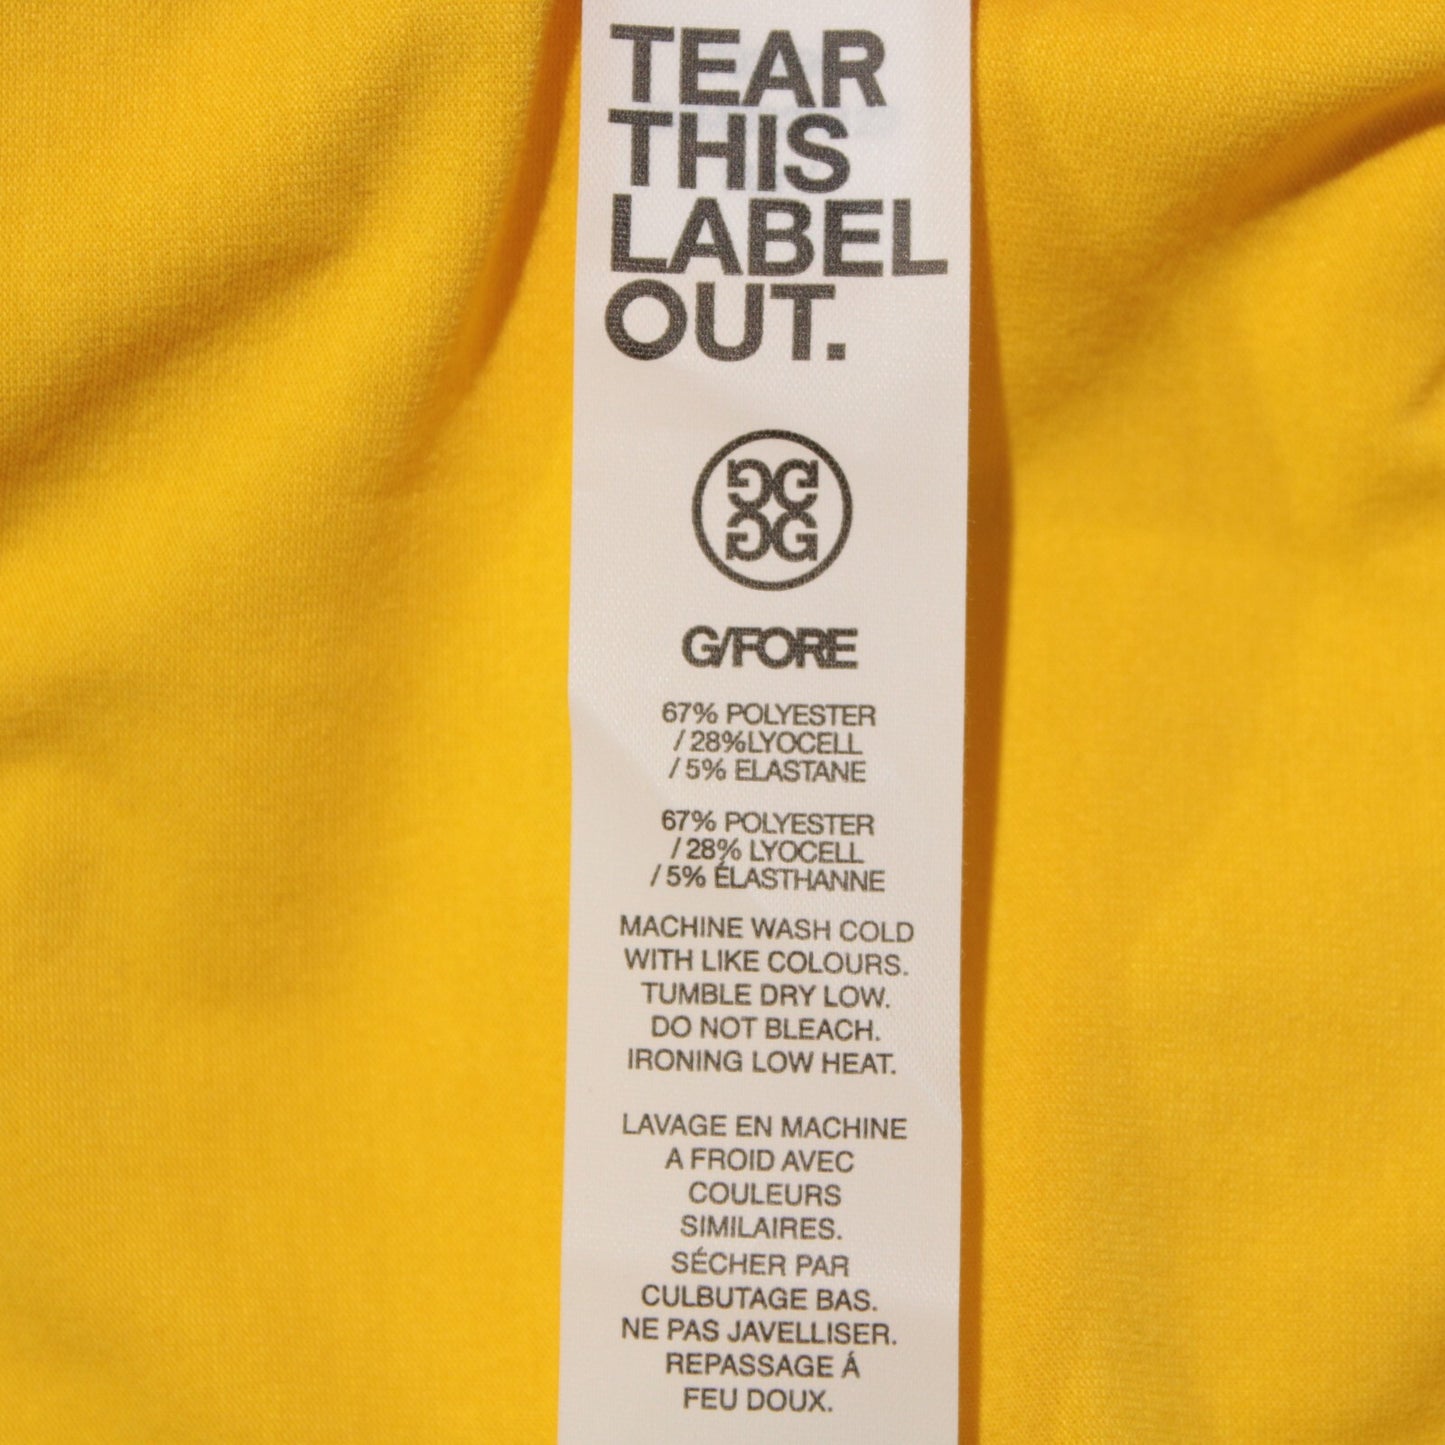 TEAR
THIS
LABEL
OUT.
G/FORE
67% POLYESTER
/ 28%LYOCELL
/ 5% ELASTANE
67% POLYESTER
/ 28% LYOCELL
/ 5% ÉLASTHANNE
MACHINE WASH COLD
WITH LIKE COLOURS.
TUMBLE DRY LOW.
DO NOT BLEACH.
IRONING LOW HEAT.
LAVAGE EN MACHINE
A FROID AVEC
COULEURS
SIMILAIRES.
SÉCHER PAR
CULBUTAGE BAS.
NE PAS JAVELLISER.
REPASSAGE Á
FEU DOUX.